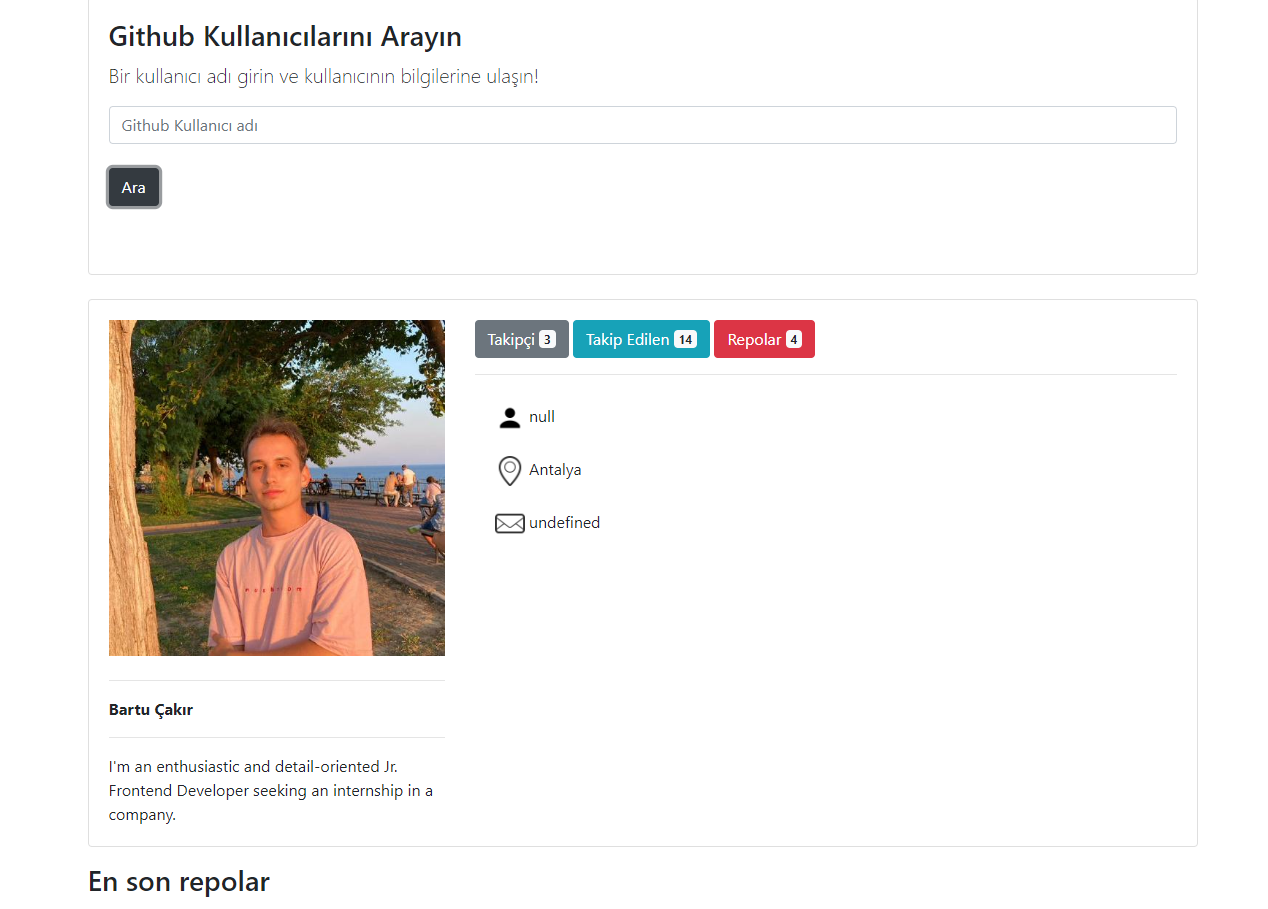 Github Kullanıcılarını Arayın
Bir kullanıcı adı girin ve kullanıcının bilgilerine ulaşın!
Github Kullanıcı adı
Ara
Takipçi 3 Takip Edilen 14 Repolar 4
null
Antalya
undefined
Bartu Çakır
I'm an enthusiastic and detail-oriented Jr.
Frontend Developer seeking an internship in a
company.
En son repolar